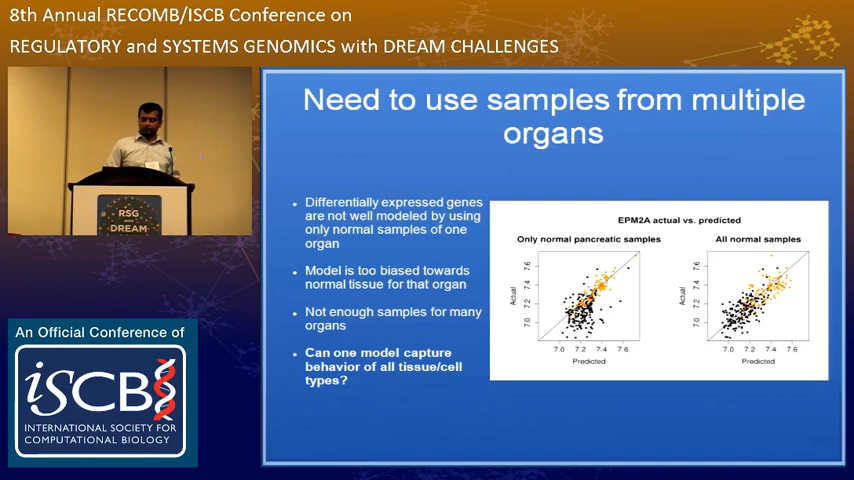 8th Annual RECOMB/ISCB Conference on
REGULATORY and SYSTEMS GENOMICS with DREAM CHALLENGES
RSG
with
DREAM
An Official Conference of
iSCB
INTERNATIONAL SOCIETY FOR
COMPUTATIONAL BIOLOGY
Need to use samples from multiple
organs
• Differentially expressed genes
are not well modeled by using
only normal samples of one
organ
• Model is too biased towards
normal tissue for that organ
• Not enough samples for many
organs
• Can one model capture
behavior of all tissue/cell
types?
EPM2A actual vs. predicted
Only normal pancreatic samples
All normal samples
Actual
7.0 7.2 7.4 7.6
7.0 7.2 7.4 7.6
Predicted
Actual
7.0 7.2 7.4 7.6
7.0 7.2 7.4 7.6
Predicted